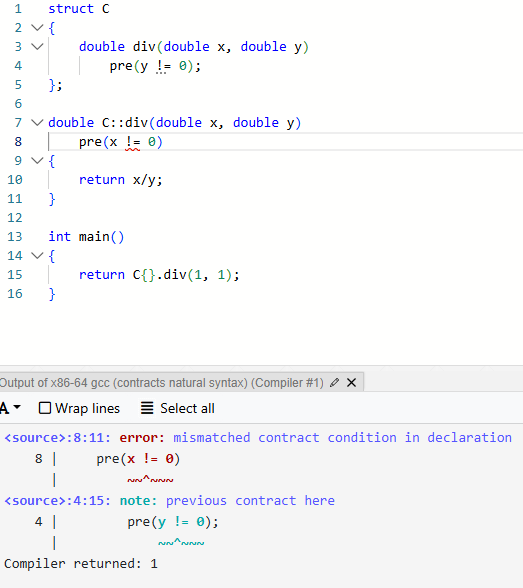 1 struct C
2 {
3 double div(double x, double y)
4 pre(y != 0);
5 };
6
7 double C::div(double x, double y)
8 pre(x != 0)
9 {
10 return x/y;
11 }
12
13 int main()
14 {
15 return C{}.div(1, 1);
16 }
Output of x86-64 gcc (contracts natural syntax) (Compiler #1)
A Wrap lines Select all
<source>:8:11: error: mismatched contract condition in declaration
8 | pre(x != 0)
| ~~^~~~
<source>:4:15: note: previous contract here
4 | pre(y != 0);
| ~~^~~~
Compiler returned: 1